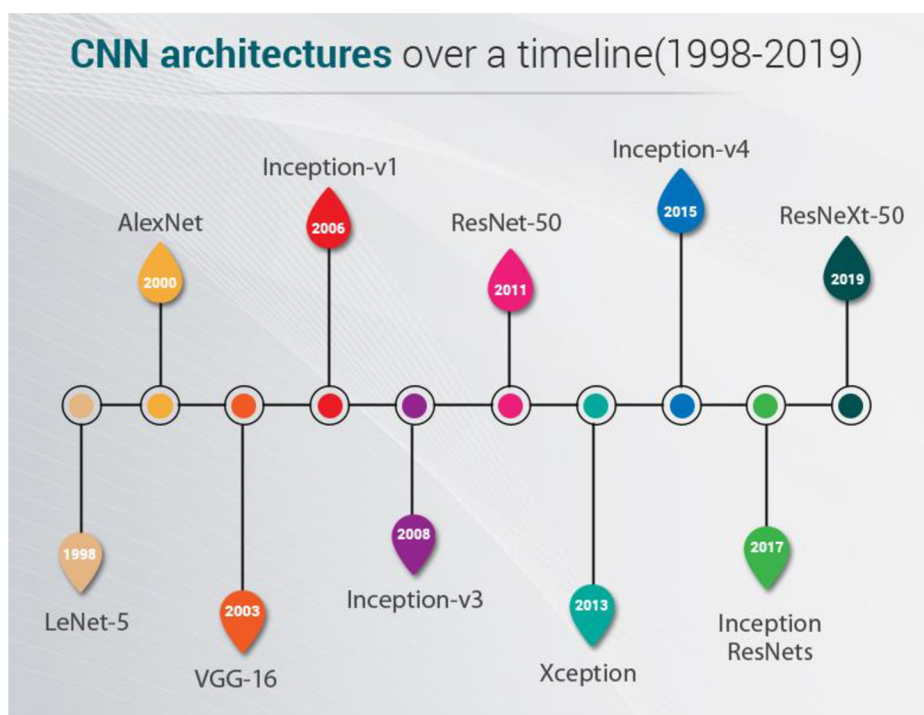 CNN architectures over a timeline(1998-2019)
Inception-v1
Inception-v4
AlexNet
ResNet-50
ResNeXt-50
2000
2006
2011
2015
2019
1998
2003
2008
2013
2017
LeNet-5
VGG-16
Inception-v3
Xception
Inception
ResNets